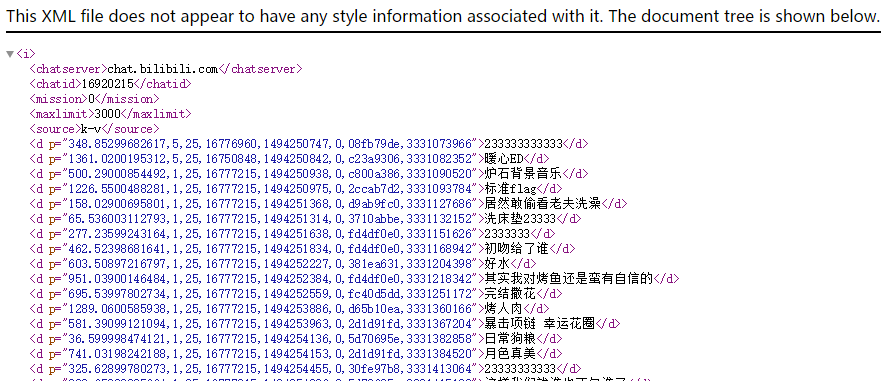 This XML file does not appear to have any style information associated with it. The document tree is shown below.
▼<i>
<chatserver>chat.bilibili.com</chatserver>
<chatid>16920215</chatid>
<mission>0</mission>
<maxlimit>3000</maxlimit>
<source>k-v</source>
<d p="348.85299682617,5,25,16776960,1494250747,0,08fb79de,3331073966">233333333333</d>
<d p="1361.0200195312,5,25,16750848,1494250842,0,c23a9306,3331082352">暖心ED</d>
<d p="500.29000854492,1,25,16777215,1494250938,0,c800a386,3331090520">炉石背景音乐</d>
<d p="1226.5500488281,1,25,16777215,1494250975,0,2ccab7d2,3331093784">标准flag</d>
<d p="158.02900695801,1,25,16777215,1494251368,0,d9ab9fc0,3331127686">居然敢偷看老夫洗澡</d>
<d p="65.536003112793,1,25,16777215,1494251314,0,3710abbe,3331132152">洗床垫23333</d>
<d p="277.23599243164,1,25,16777215,1494251638,0,fd4df0e0,3331151626">2333333</d>
<d p="462.52398681641,1,25,16777215,1494251834,0,fd4df0e0,3331168942">初吻给了谁</d>
<d p="603.50897216797,1,25,16777215,1494252227,0,381ea631,3331204398">好水</d>
<d p="951.03900146484,1,25,16777215,1494252384,0,fd4df0e0,3331218342">其实我对烤鱼还是蛮有自信的</d>
<d p="695.53997802734,1,25,16777215,1494252559,0,fc40d5dd,3331251172">完结撒花</d>
<d p="1289.0600585938,1,25,16777215,1494253886,0,d65b10ea,3331360166">烤人肉</d>
<d p="581.39099121094,1,25,16777215,1494253963,0,2d1d91fd,3331367204">暴击项链 幸运花圈</d>
<d p="36.599998474121,1,25,16777215,1494254136,0,5d70695e,3331382858">日常狗粮</d>
<d p="741.03198242188,1,25,16777215,1494254153,0,2d1d91fd,3331384520">月色真美</d>
<d p="325.62899780273,1,25,16777215,1494254455,0,30fe97b8,3331413064">23333333333</d>